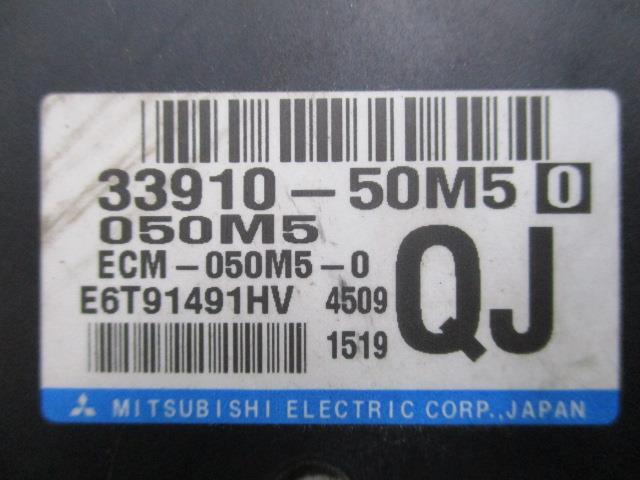 33910-50M5 0
050M5
ECM-050M5-0
E6T91491HV 4509
1519
QJ
MITSUBISHI ELECTRIC CORP., JAPAN